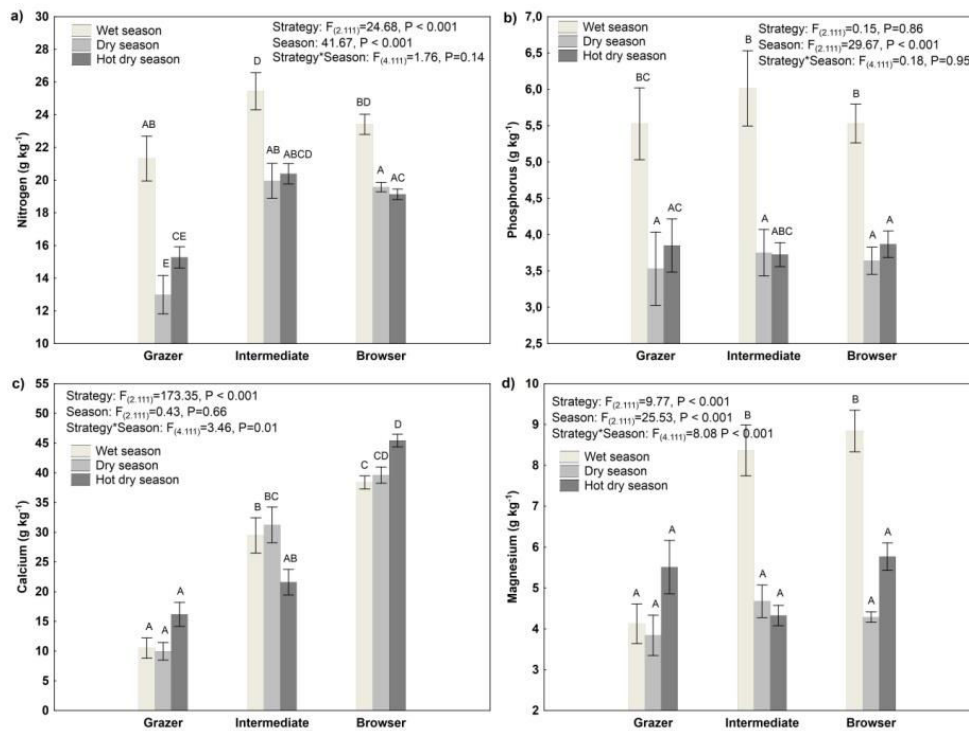 a)
Wet season
Dry season
Hot dry season
Strategy: F(2.111)=24.68, P < 0.001
Season: 41.67, P < 0.001
Strategy*Season: F(4.111)=1.76, P=0.14
Nitrogen (g kg-1)
30
28
26
24
22
20
18
16
14
12
10
AB
E
CE
D
AB
ABCD
BD
A
AC
Grazer
Intermediate
Browser
b)
Wet season
Dry season
Hot dry season
Strategy: F(2.111)=0.15, P=0.86
Season: F(2.111)=29.67, P < 0.001
Strategy*Season: F(4.111)=0.18, P=0.95
Phosphorus (g kg-1)
7,0
6,5
6,0
5,5
5,0
4,5
4,0
3,5
3,0
2,5
BC
A
AC
B
A
ABC
B
A
A
Grazer
Intermediate
Browser
c)
Strategy: F(2.111)=173.35, P < 0.001
Season: F(2.111)=0.43, P=0.66
Strategy*Season: F(4.111)=3.46, P=0.01
Wet season
Dry season
Hot dry season
Calcium (g kg-1)
55
50
45
40
35
30
25
20
15
10
5
0
A
A
A
B
BC
AB
C
CD
D
Grazer
Intermediate
Browser
d)
Strategy: F(2.111)=9.77, P < 0.001
Season: F(2.111)=25.53, P < 0.001
Strategy*Season: F(4.111)=8.08 P < 0.001
Wet season
Dry season
Hot dry season
Magnesium (g kg-1)
10
9
8
7
6
5
4
3
2
A
A
A
B
A
A
B
A
A
Grazer
Intermediate
Browser